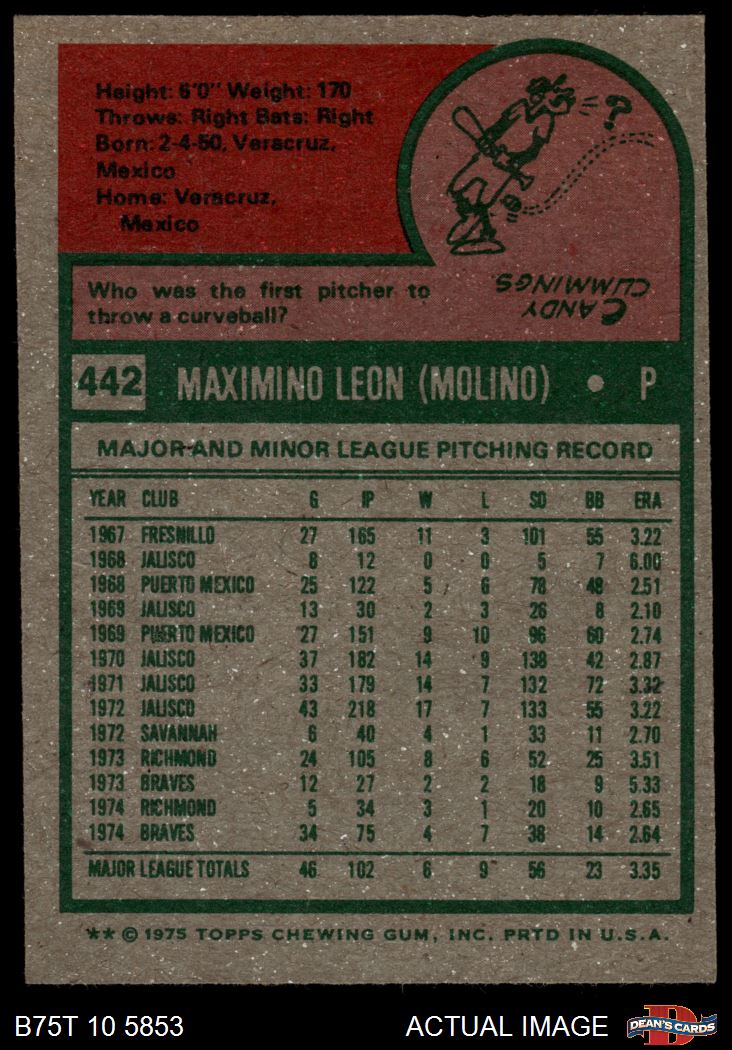 Height: 6'0" Weight: 170
Throws: Right Bats: Right
Born: 2-4-50, Veracruz,
Mexico
Home: Veracruz,
Mexico
?
Who was the first pitcher to
throw a curveball?
CANDY
CUMMINGS
442 MAXIMINO LEON (MOLINO) • P
MAJOR AND MINOR LEAGUE PITCHING RECORD
YEAR CLUB G IP W L SO BB ERA
1967 FRESNILLO 27 165 11 3 101 55 3.22
1968 JALISCO 8 12 0 0 5 7 6.00
1968 PUERTO MEXICO 25 122 5 6 78 48 2.51
1969 JALISCO 13 30 2 3 26 8 2.10
1969 PUERTO MEXICO 27 151 9 10 96 60 2.74
1970 JALISCO 37 182 14 9 138 42 2.87
1971 JALISCO 33 179 14 7 132 72 3.32
1972 JALISCO 43 218 17 7 133 55 3.22
1972 SAVANNAH 6 40 4 1 33 11 2.70
1973 RICHMOND 24 105 8 6 52 25 3.51
1973 BRAVES 12 27 2 2 18 9 5.33
1974 RICHMOND 5 34 3 1 20 10 2.65
1974 BRAVES 34 75 4 7 38 14 2.64
MAJOR LEAGUE TOTALS 46 102 6 9 56 23 3.35
** © 1975 TOPPS CHEWING GUM, INC. PRTD IN U.S.A.
B75T 10 5853 ACTUAL IMAGE D DEAN'S CARDS